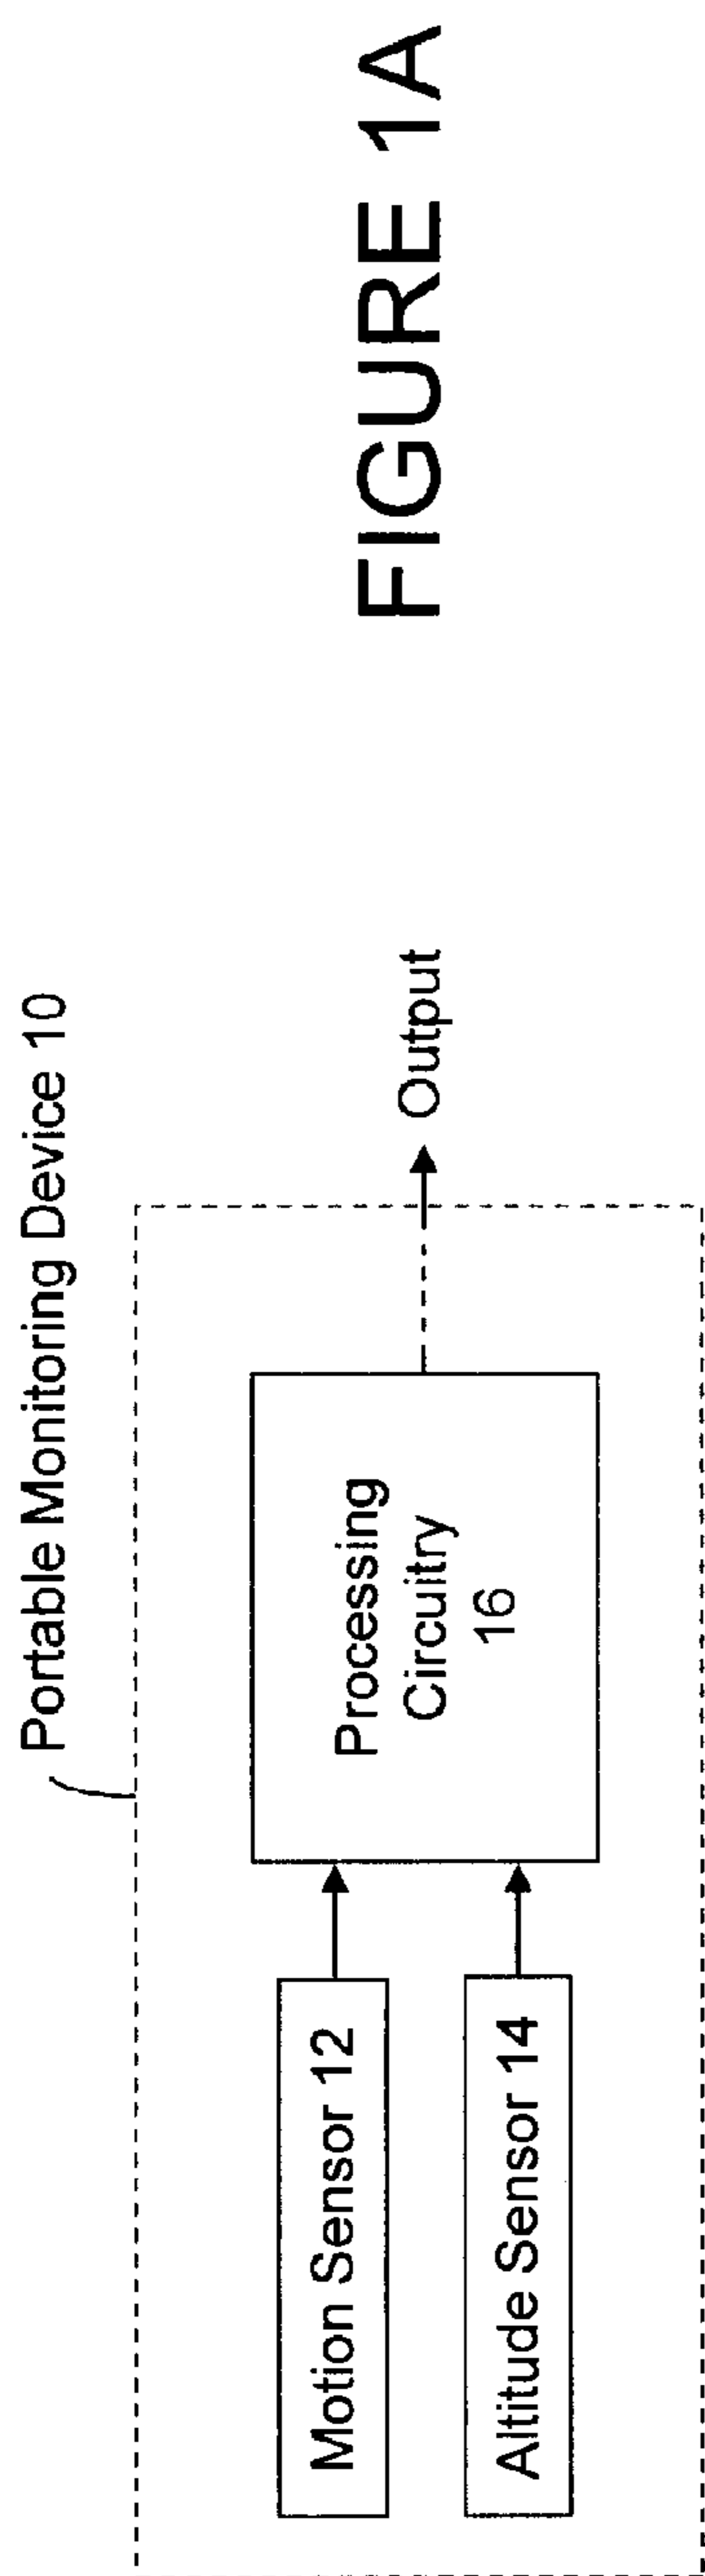 Portable Monitoring Device 10
Motion Sensor 12
Altitude Sensor 14
Processing
Circuitry
16
Output
FIGURE 1A